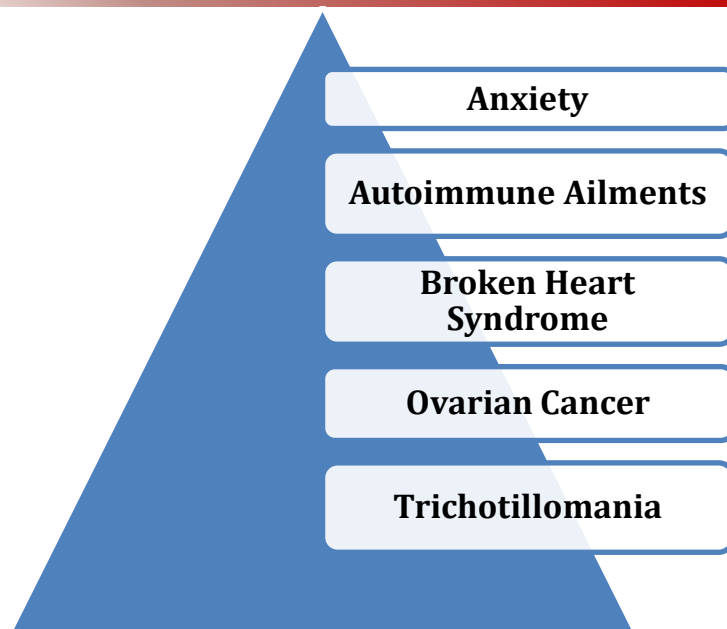 Anxiety
Autoimmune Ailments
Broken Heart
Syndrome
Ovarian Cancer
Trichotillomania